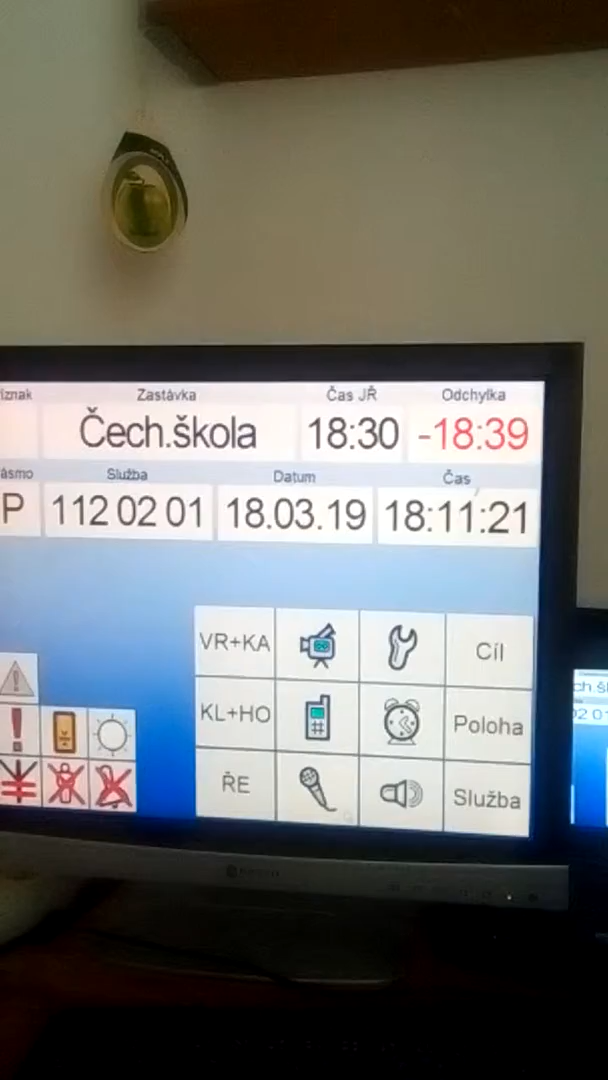 Zastávka Čas JŘ Odchylka
Čech.škola 18:30 -18:39
Služba Datum Čas
P 112 02 01 18.03.19 18:11:21
VR+KA Cíl
KL+HO Poloha
ŘE Služba